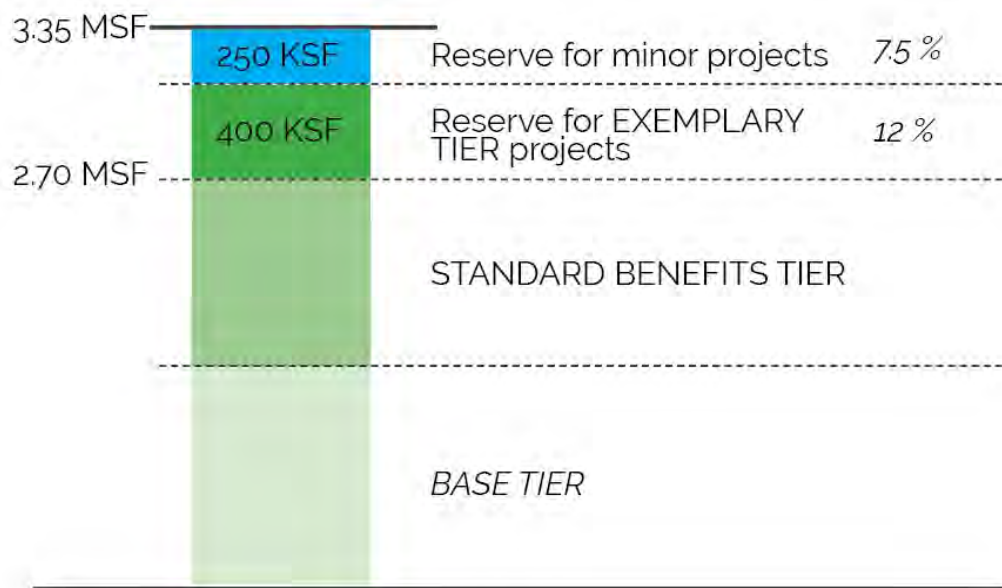 3.35 MSF
250 KSF Reserve for minor projects 7.5 %
400 KSF Reserve for EXEMPLARY 12 %
TIER projects
2.70 MSF
STANDARD BENEFITS TIER
BASE TIER